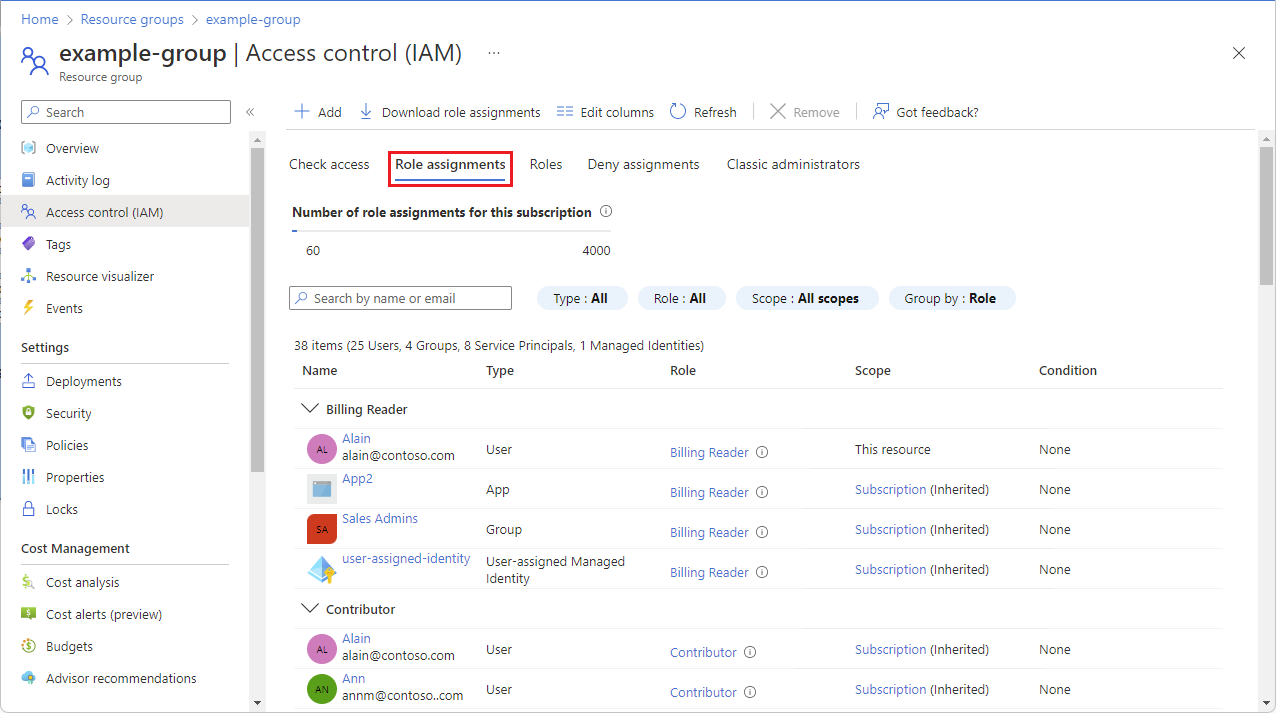 Home > Resource groups > example-group
example-group | Access control (IAM) ...
Resource group
Search
«
Overview
Activity log
Access control (IAM)
Tags
Resource visualizer
Events
Settings
Deployments
Security
Policies
Properties
Locks
Cost Management
Cost analysis
Cost alerts (preview)
Budgets
Advisor recommendations
Add Download role assignments Edit columns Refresh Remove Got feedback?
Check access Role assignments Roles Deny assignments Classic administrators
Number of role assignments for this subscription
60 4000
Search by name or email Type : All Role : All Scope : All scopes Group by : Role
38 items (25 Users, 4 Groups, 8 Service Principals, 1 Managed Identities)
Name Type Role Scope Condition
Billing Reader
AL Alain
alain@contoso.com User Billing Reader This resource None
App2
App Billing Reader Subscription (Inherited) None
SA Sales Admins
Group Billing Reader Subscription (Inherited) None
user-assigned-identity User-assigned Managed
Identity Billing Reader Subscription (Inherited) None
Contributor
AL Alain
alain@contoso.com User Contributor Subscription (Inherited) None
AN Ann
annm@contoso..com User Contributor Subscription (Inherited) None